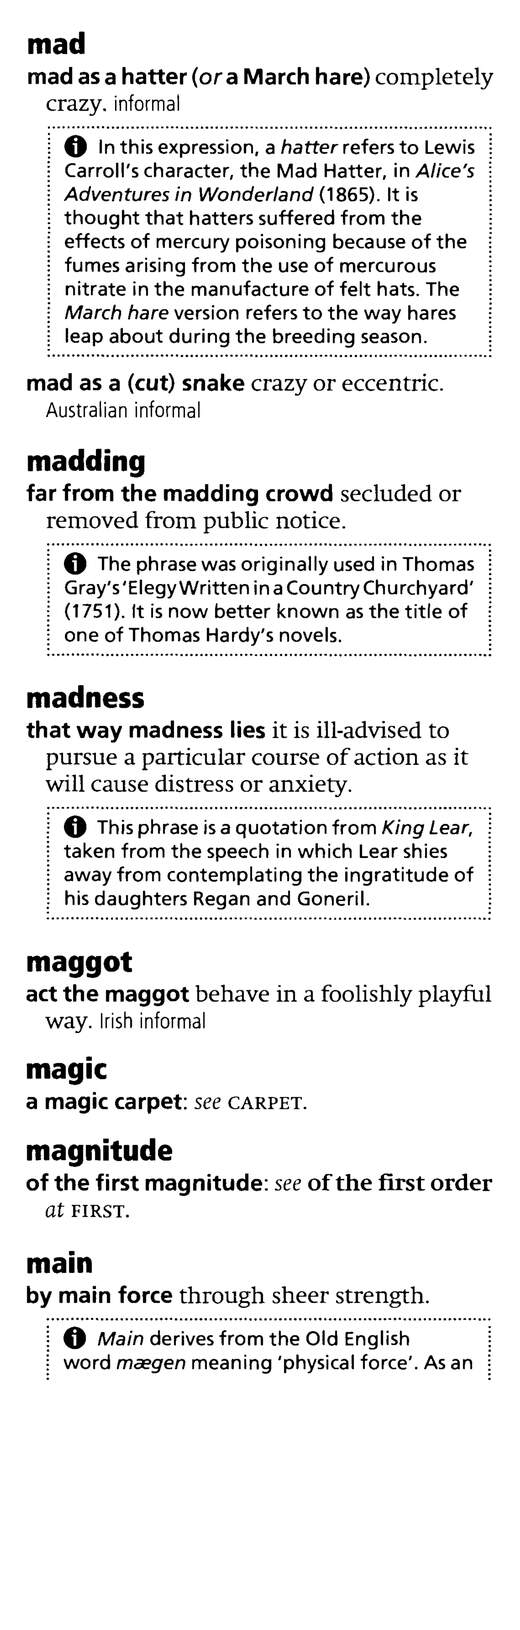 mad
mad as a hatter (or a March hare) completely
crazy. informal
In this expression, a hatter refers to Lewis
Carroll's character, the Mad Hatter, in Alice's
Adventures in Wonderland (1865). It is
thought that hatters suffered from the
effects of mercury poisoning because of the
fumes arising from the use of mercurous
nitrate in the manufacture of felt hats. The
March hare version refers to the way hares
leap about during the breeding season.
mad as a (cut) snake crazy or eccentric.
Australian informal
madding
far from the madding crowd secluded or
removed from public notice.
The phrase was originally used in Thomas
Gray's 'Elegy Written in a Country Churchyard'
(1751). It is now better known as the title of
one of Thomas Hardy's novels.
madness
that way madness lies it is ill-advised to
pursue a particular course of action as it
will cause distress or anxiety.
This phrase is a quotation from King Lear,
taken from the speech in which Lear shies
away from contemplating the ingratitude of
his daughters Regan and Goneril.
maggot
act the maggot behave in a foolishly playful
way. Irish informal
magic
a magic carpet: see CARPET.
magnitude
of the first magnitude: see of the first order
at FIRST.
main
by main force through sheer strength.
Main derives from the Old English
word mægen meaning 'physical force'. As an